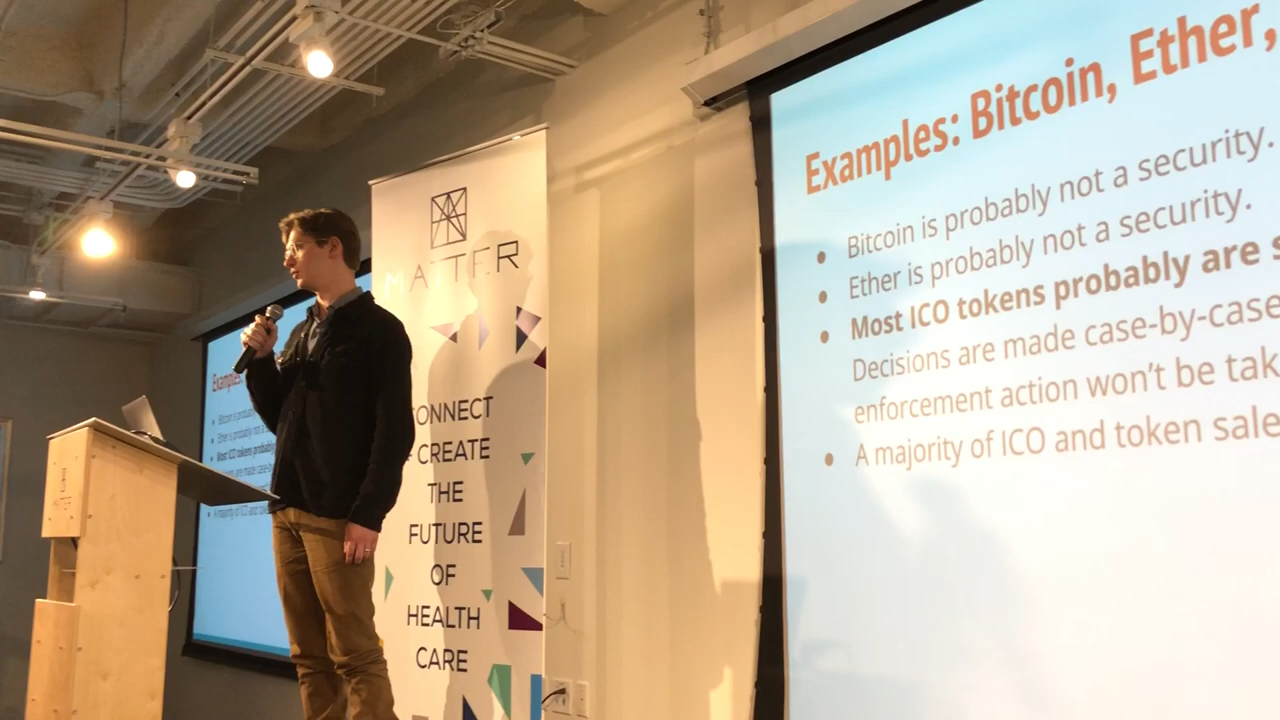 Examples: Bitcoin, Ether,
Bitcoin is probably not a security.
Ether is probably not a security.
Most ICO tokens probably are
Decisions are made case-by-case
enforcement action won't be
A majority of ICO and token sale
MATTER
CONNECT
CREATE
THE
FUTURE
OF
HEALTH
CARE
MATTER